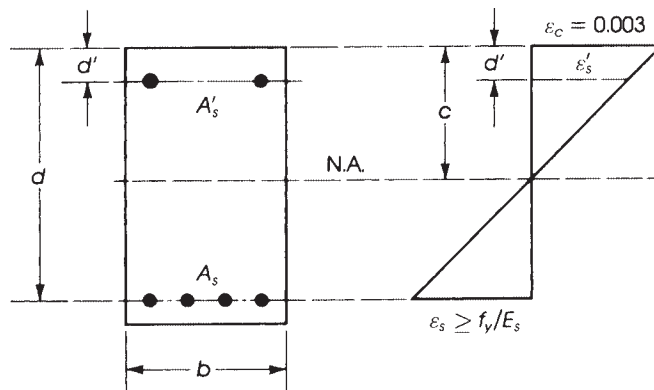 ε_c = 0.003
d'
A'_s
d
d'
ε'_s
c
N.A.
A_s
ε_s ≥ f_y/E_s
b